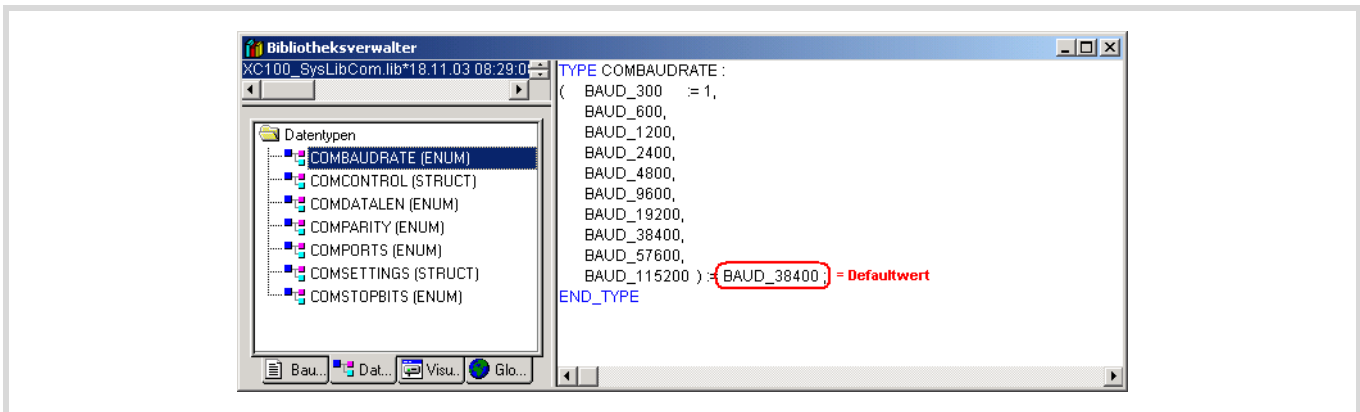 Bibliotheksverwalter
XC100_SysLibCom.lib*18.11.03 08:29:0
Datentypen
COMBAUDRATE (ENUM)
COMCONTROL (STRUCT)
COMDATALEN (ENUM)
COMPARITY (ENUM)
COMPORTS (ENUM)
COMSETTINGS (STRUCT)
COMSTOPBITS (ENUM)
Bau... Dat... Visu.. Glo...
TYPE COMBAUDRATE :
( BAUD_300 := 1,
BAUD_600,
BAUD_1200,
BAUD_2400,
BAUD_4800,
BAUD_9600,
BAUD_19200,
BAUD_38400,
BAUD_57600,
BAUD_115200 ) := BAUD_38400 ; = Defaultwert
END_TYPE